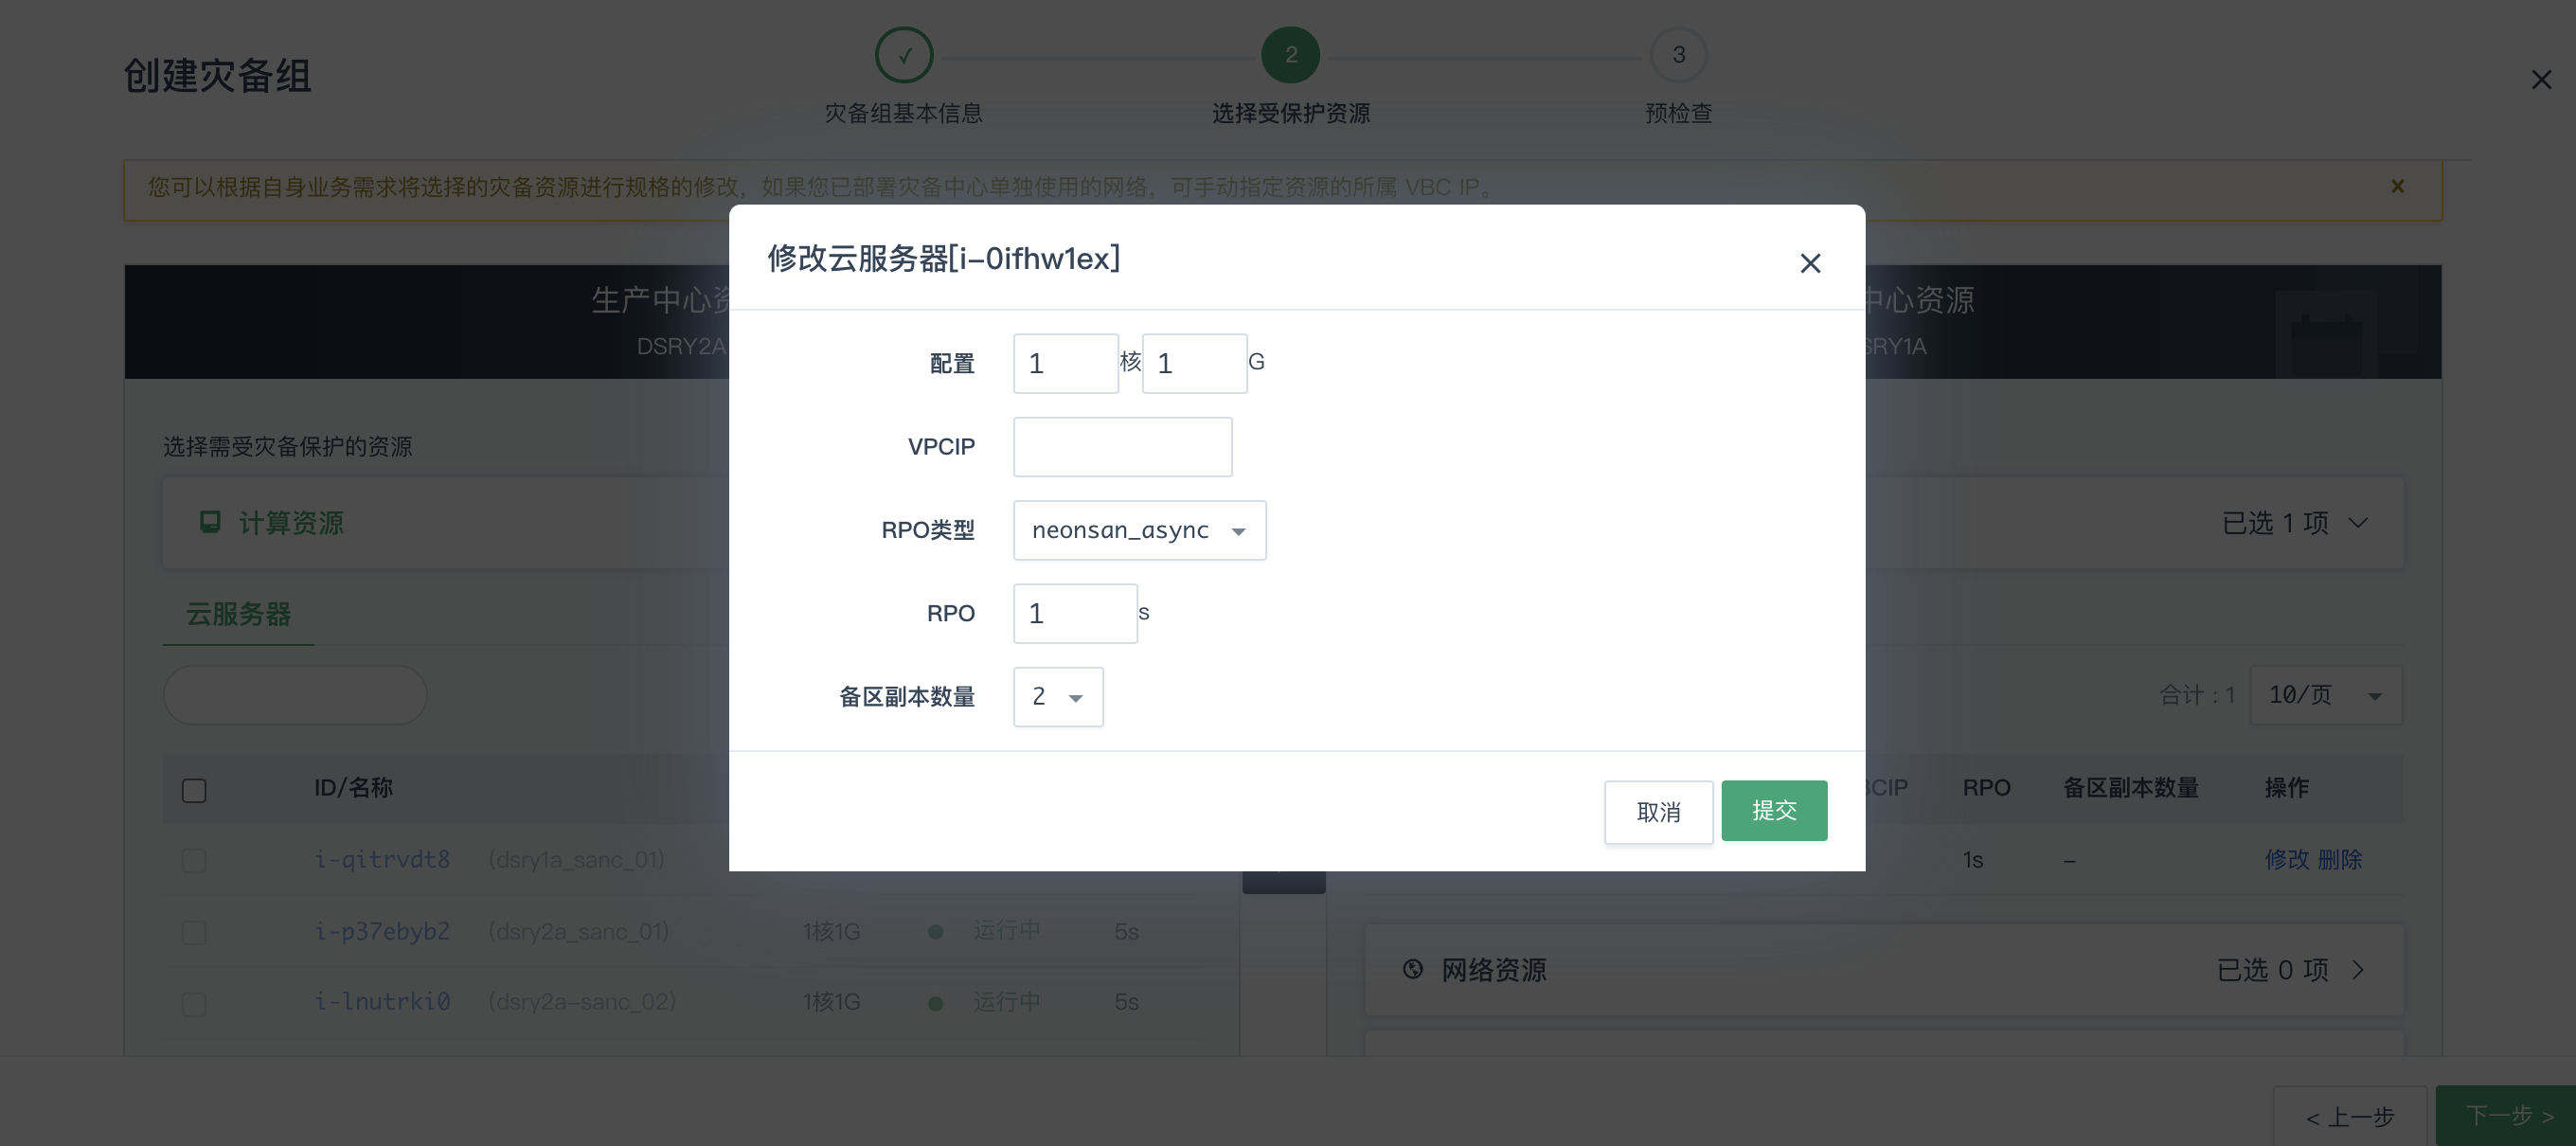 创建灾备组
✓
2
3
灾备组基本信息
选择受保护资源
预检查
您可以根据自身业务需求将选择的灾备资源进行规格的修改，如果您已部署灾备中心单独使用的网络，可手动指定资源的所属 VBC IP。
修改云服务器[i-0ifhw1ex]
生产中心
中心资源
DSRY2A
SRY1A
配置 1 核 1 G
VPCIP
RPO类型 neonsan_async
RPO 1 s
备区副本数量 2
取消 提交
选择需受灾备保护的资源
计算资源
已选 1 项
云服务器
合计：1 10/页
ID/名称
CIP RPO 备区副本数量 操作
i-qitrvdt8 (dsry1a_sanc_01)
1s – 修改 删除
i-p37ebyb2 (dsry2a_sanc_01) 1核1G 运行中 5s
i-lnutrki0 (dsry2a-sanc_02) 1核1G 运行中 5s
网络资源 已选 0 项
< 上一步 下一步 >